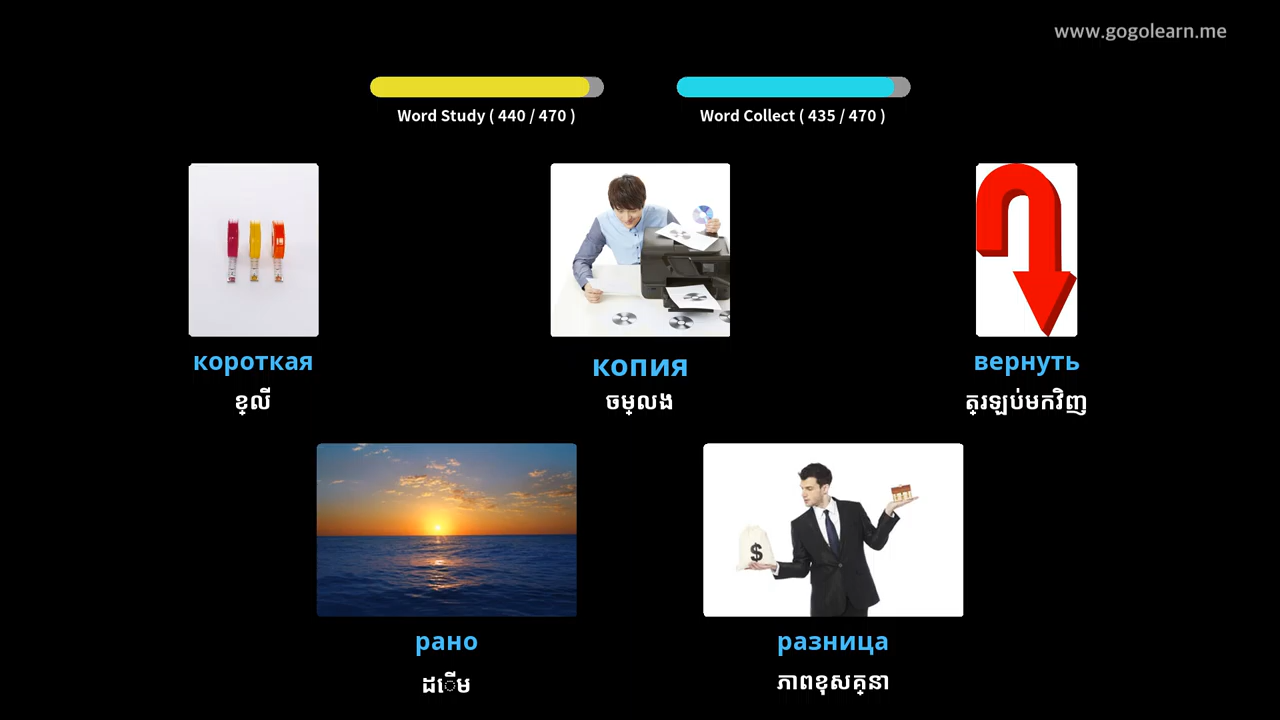 www.gogolearn.me
Word Study ( 440 / 470 )
Word Collect ( 435 / 470 )
короткая
ខ្លី
копия
ចម្លង
вернуть
ត្រឡប់មកវិញ
рано
ដើម
разница
ភាពខុសគ្នា
$